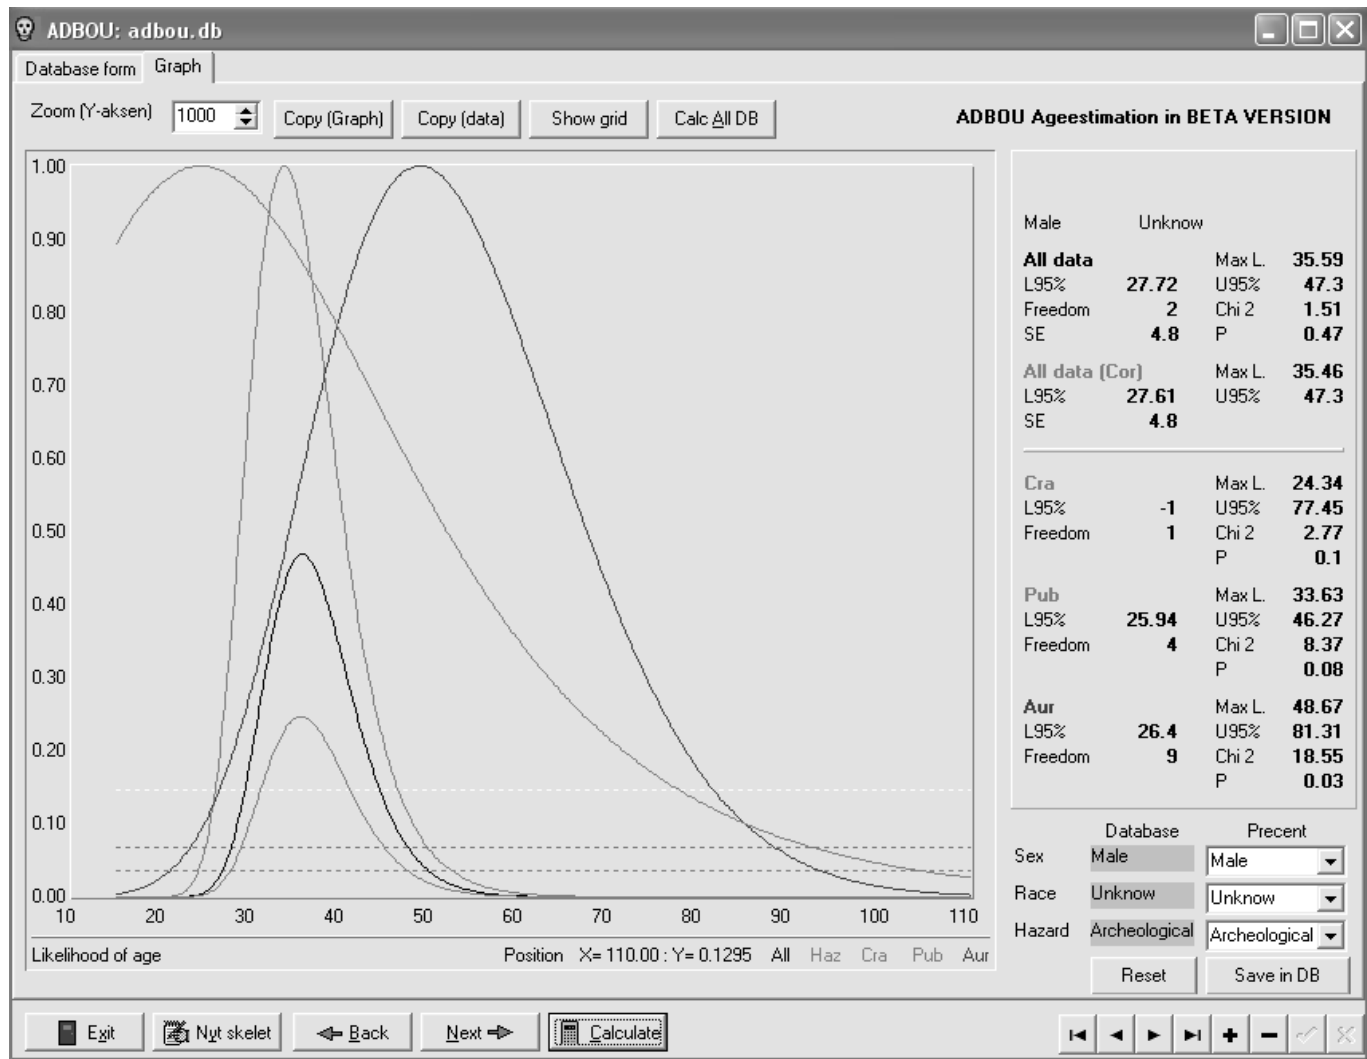 ADBOU: adbou.db
Database form Graph
Zoom (Y-aksen) 1000 Copy (Graph) Copy (data) Show grid Calc All DB ADBOU Ageestimation in BETA VERSION
1.00
0.90
0.80
0.70
0.60
0.50
0.40
0.30
0.20
0.10
0.00
10 20 30 40 50 60 70 80 90 100 110
Likelihood of age Position X= 110.00 : Y= 0.1295 All Haz Cra Pub Aur
Male Unknow
All data Max L. 35.59
L95% 27.72 U95% 47.3
Freedom 2 Chi 2 1.51
SE 4.8 P 0.47
All data (Cor) Max L. 35.46
L95% 27.61 U95% 47.3
SE 4.8
Cra Max L. 24.34
L95% -1 U95% 77.45
Freedom 1 Chi 2 2.77
P 0.1
Pub Max L. 33.63
L95% 25.94 U95% 46.27
Freedom 4 Chi 2 8.37
P 0.08
Aur Max L. 48.67
L95% 26.4 U95% 81.31
Freedom 9 Chi 2 18.55
P 0.03
Database Precent
Sex Male Male
Race Unknow Unknow
Hazard Archeological Archeological
Reset Save in DB
Exit Nyt skelet Back Next Calculate